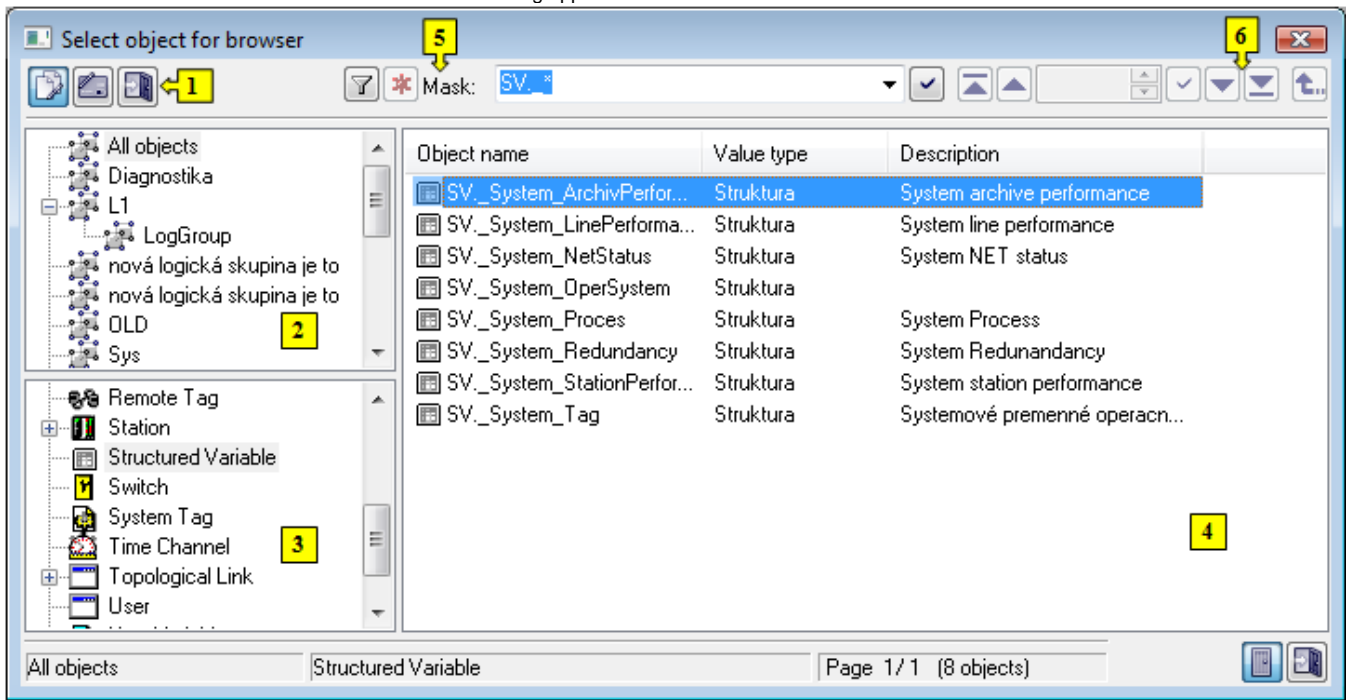 Select object for browser
5
6
1
Mask: SV._*
All objects
Diagnostika
L1
LogGroup
nová logická skupina je to
nová logická skupina je to
OLD
2
Sys
Remote Tag
Station
Structured Variable
Switch
System Tag
Time Channel
3
Topological Link
User
Object name Value type Description
SV._System_ArchivPerfor... Struktura System archive performance
SV._System_LinePerforma... Struktura System line performance
SV._System_NetStatus Struktura System NET status
SV._System_OperSystem Struktura
SV._System_Proces Struktura System Process
SV._System_Redundancy Struktura System Redunandancy
SV._System_StationPerfor... Struktura System station performance
SV._System_Tag Struktura Systemové premenné operacn...
4
All objects Structured Variable Page 1/1 (8 objects)